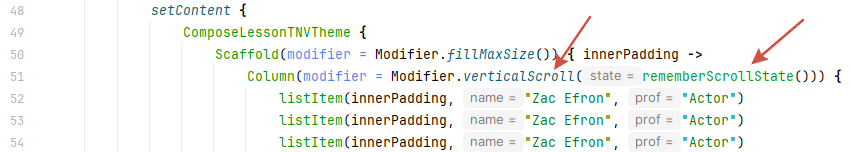 48 setContent {
49 ComposeLessonTNVTheme {
50 Scaffold(modifier = Modifier.fillMaxSize()) { innerPadding ->
51 Column(modifier = Modifier.verticalScroll( state = rememberScrollState())) {
52 listItem(innerPadding, name = "Zac Efron", prof = "Actor")
53 listItem(innerPadding, name = "Zac Efron", prof = "Actor")
54 listItem(innerPadding, name = "Zac Efron", prof = "Actor")